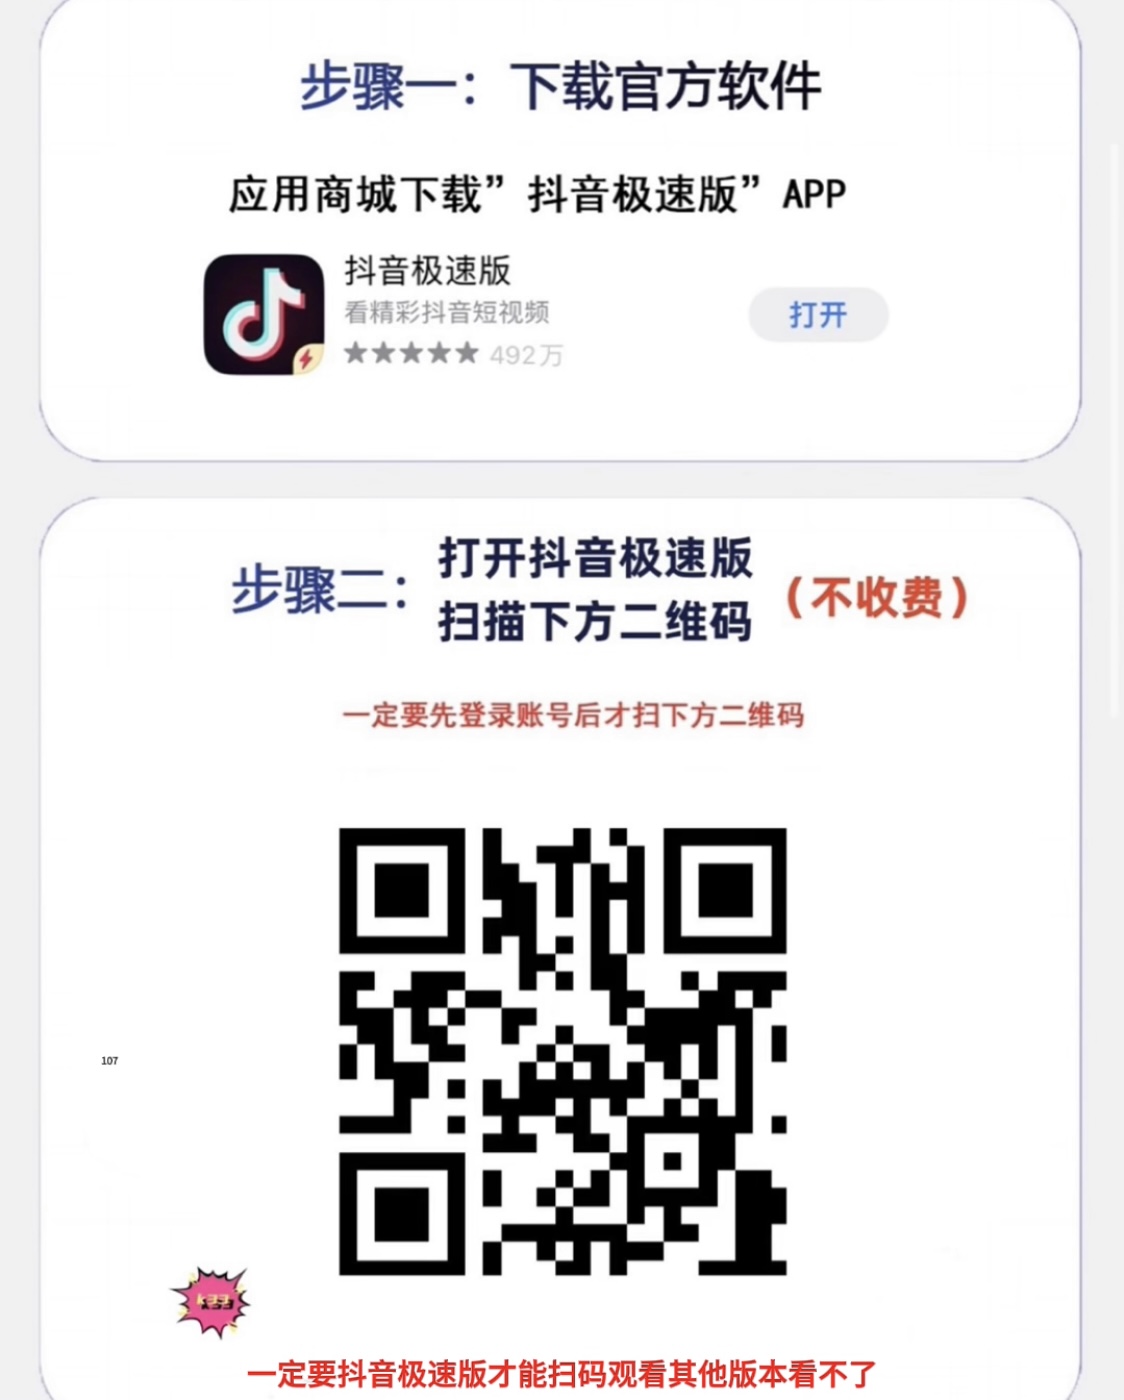 步骤一：下载官方软件
应用商城下载”抖音极速版”APP
抖音极速版
看精彩抖音短视频
492万
打开
步骤二：
打开抖音极速版
扫描下方二维码
（不收费）
一定要先登录账号后才扫下方二维码
107
k33
一定要抖音极速版才能扫码观看其他版本看不了